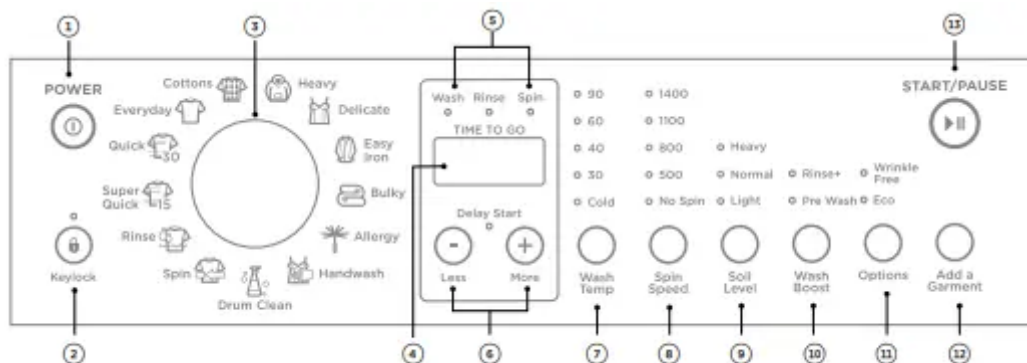 1
3
5
13
POWER
Cottons
Heavy
Everyday
Delicate
Quick
30
Easy
Iron
Super
Quick
15
Bulky
Rinse
Allergy
Spin
Handwash
Drum Clean
Keylock
Wash Rinse Spin
TIME TO GO
Delay Start
-
+
Less
More
90
60
40
30
Cold
1400
1100
800
500
No Spin
Heavy
Normal
Light
Rinse+
Pre Wash
Wrinkle
Free
Eco
START/PAUSE
Wash
Temp
Spin
Speed
Soil
Level
Wash
Boost
Options
Add a
Garment
2
4
6
7
8
9
10
11
12